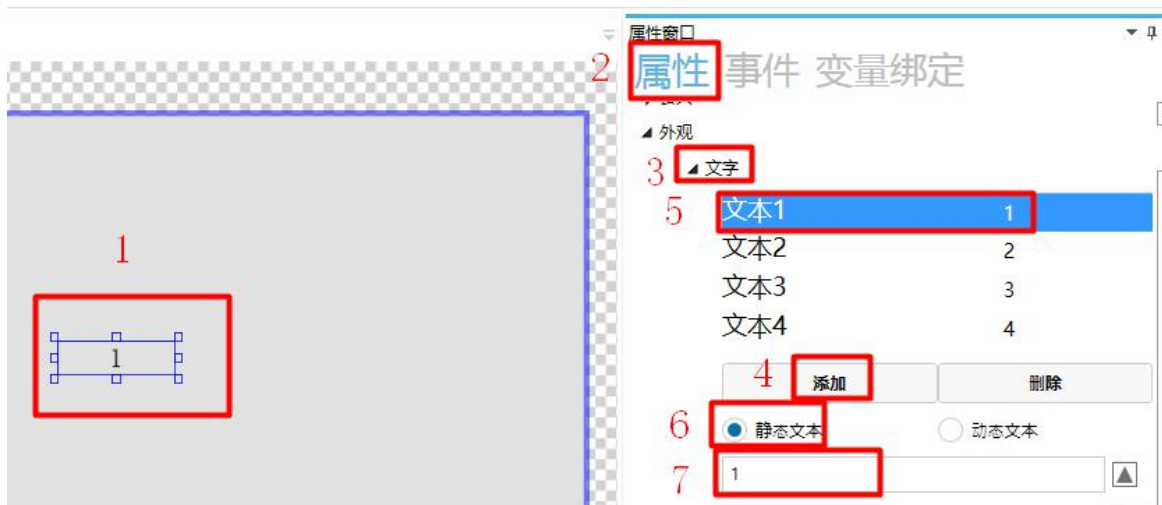 属性窗口
2 属性 事件 变量绑定
外观
3 文字
5 文本1 1
文本2 2
文本3 3
文本4 4
4 添加 删除
6 静态文本 动态文本
7 1
1
1